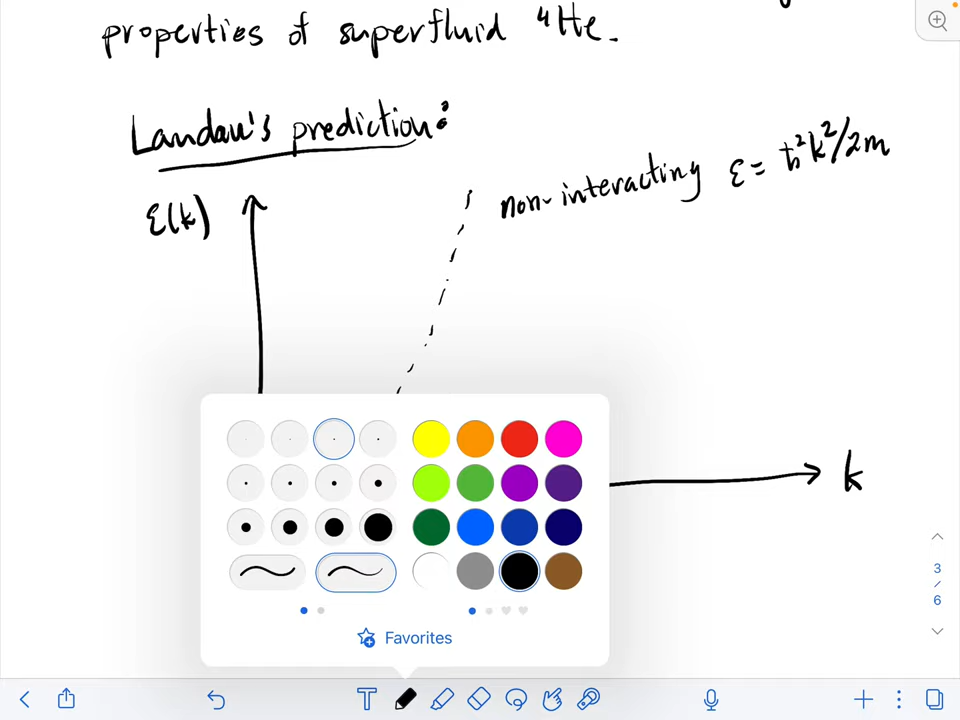 properties of superfluid ⁴He.
Landau's prediction:
non-interacting ε = ħ²k²/2m
ε(k)
k
3
/
6
Favorites
T